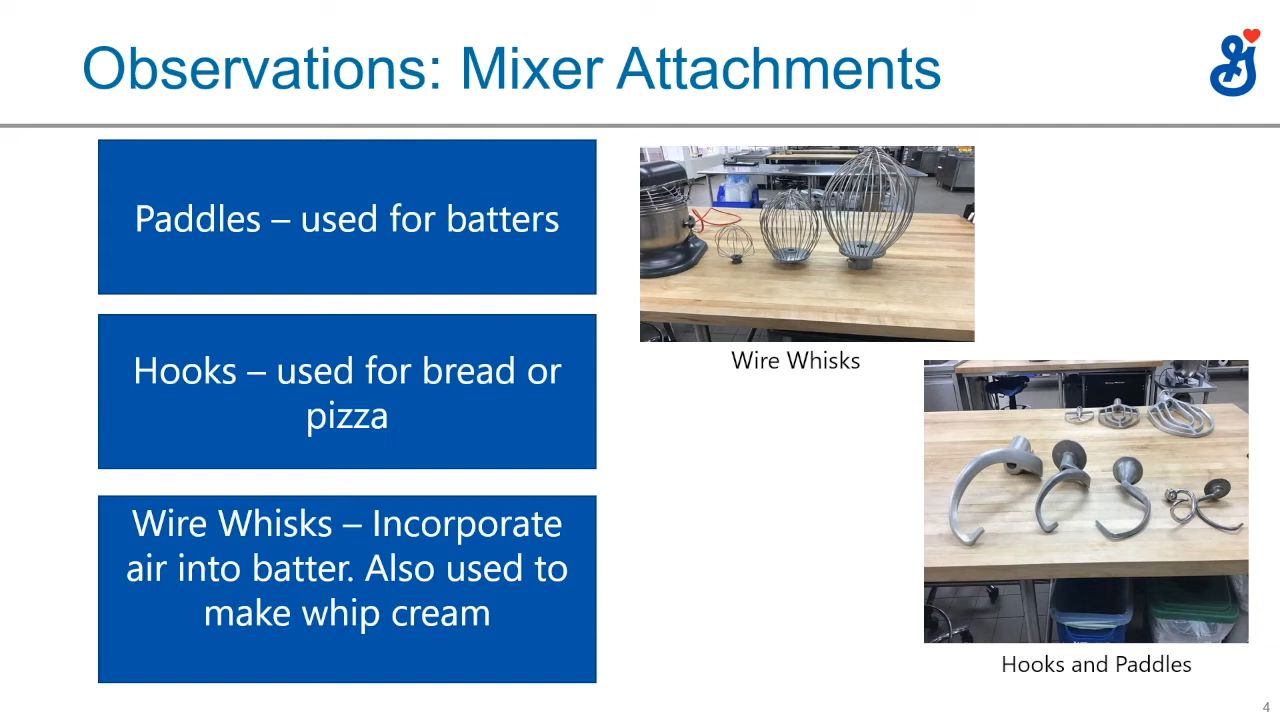 Observations: Mixer Attachments
Paddles – used for batters
Hooks – used for bread or
pizza
Wire Whisks – Incorporate
air into batter. Also used to
make whip cream
Wire Whisks
Hooks and Paddles
4